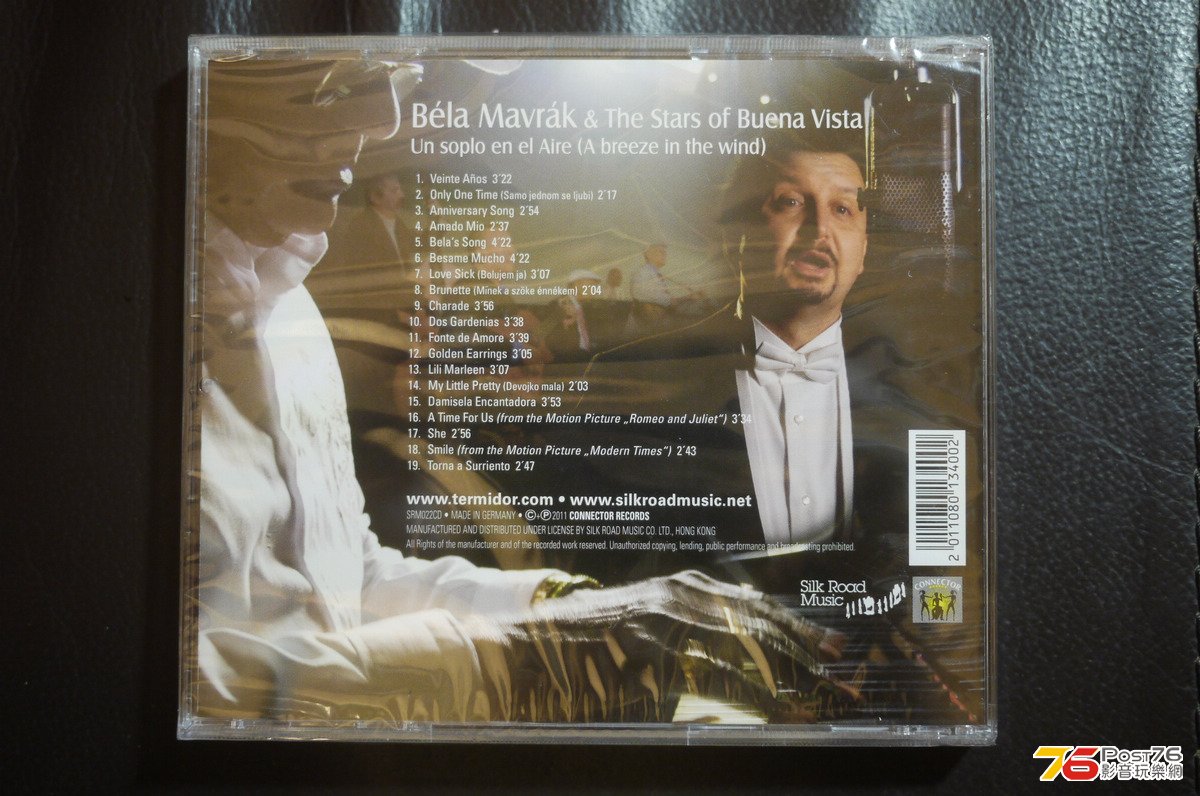 Béla Mavrák & The Stars of Buena Vista
Un soplo en el Aire (A breeze in the wind)
1. Veinte Años 3´22
2. Only One Time (Samo jednom se ljubi) 2´17
3. Anniversary Song 2´54
4. Amado Mio 2´37
5. Bela's Song 4´22
6. Besame Mucho 4´22
7. Love Sick (Bolujem ja) 3´07
8. Brunette (Minek a szöke énnékem) 2´04
9. Charade 3´56
10. Dos Gardenias 3´38
11. Fonte de Amore 3´39
12. Golden Earrings 3´05
13. Lili Marleen 3´07
14. My Little Pretty (Devojko mala) 2´03
15. Damisela Encantadora 3´53
16. A Time For Us (from the Motion Picture „Romeo and Juliet“) 3´34
17. She 2´56
18. Smile (from the Motion Picture „Modern Times“) 2´43
19. Torna a Surriento 2´47
www.termidor.com • www.silkroadmusic.net
SRM022CD • MADE IN GERMANY • ©+℗ 2011 CONNECTOR RECORDS
MANUFACTURED AND DISTRIBUTED UNDER LICENSE BY SILK ROAD MUSIC CO. LTD., HONG KONG
All Rights of the manufacturer and of the recorded work reserved. Unauthorized copying, lending, public performance and broadcasting prohibited.
2 011080 134002
Silk Road
Music
CONNECTOR
76 Post76
影音玩樂網